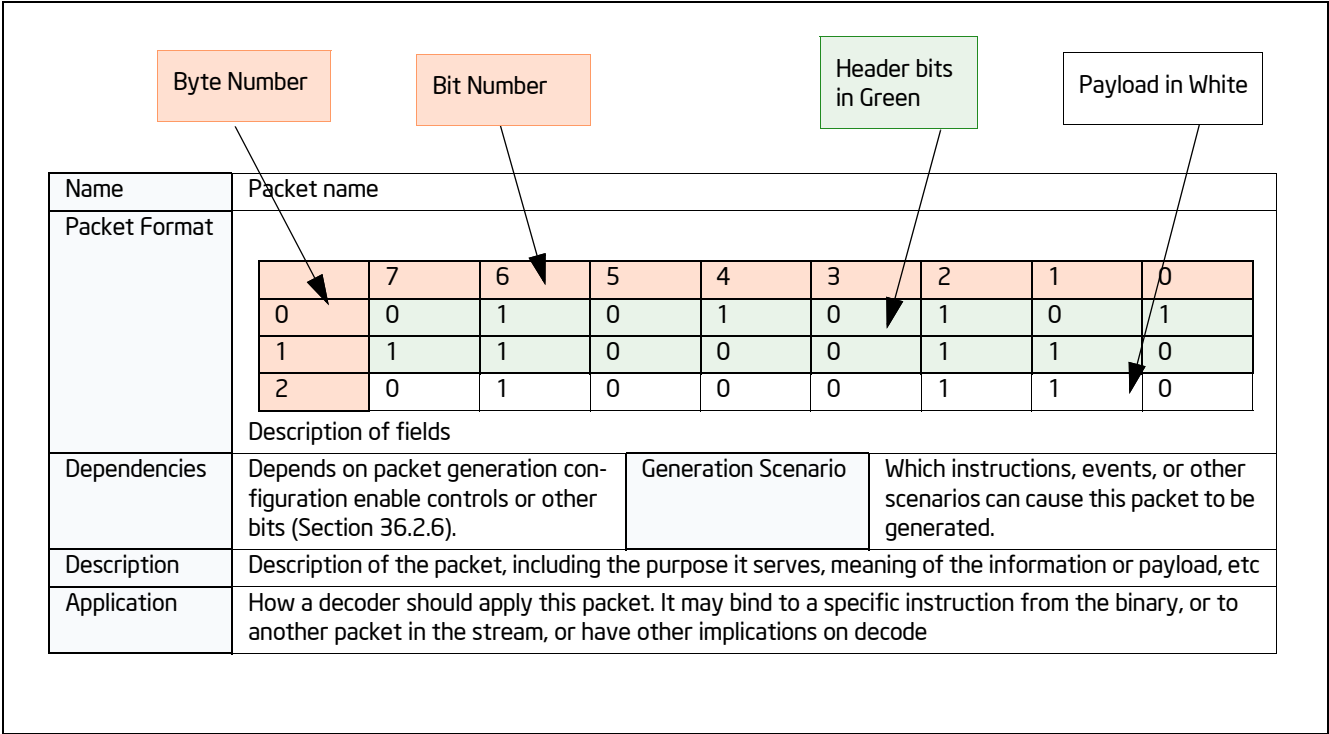 Byte Number
Bit Number
Header bits
in Green
Payload in White
Name
Packet name
Packet Format
7 6 5 4 3 2 1 0
0 0 1 0 1 0 1 0 1
1 1 1 0 0 0 1 1 0
2 0 1 0 0 0 1 1 0
Description of fields
Dependencies
Depends on packet generation con-
figuration enable controls or other
bits (Section 36.2.6).
Generation Scenario
Which instructions, events, or other
scenarios can cause this packet to be
generated.
Description
Description of the packet, including the purpose it serves, meaning of the information or payload, etc
Application
How a decoder should apply this packet. It may bind to a specific instruction from the binary, or to
another packet in the stream, or have other implications on decode